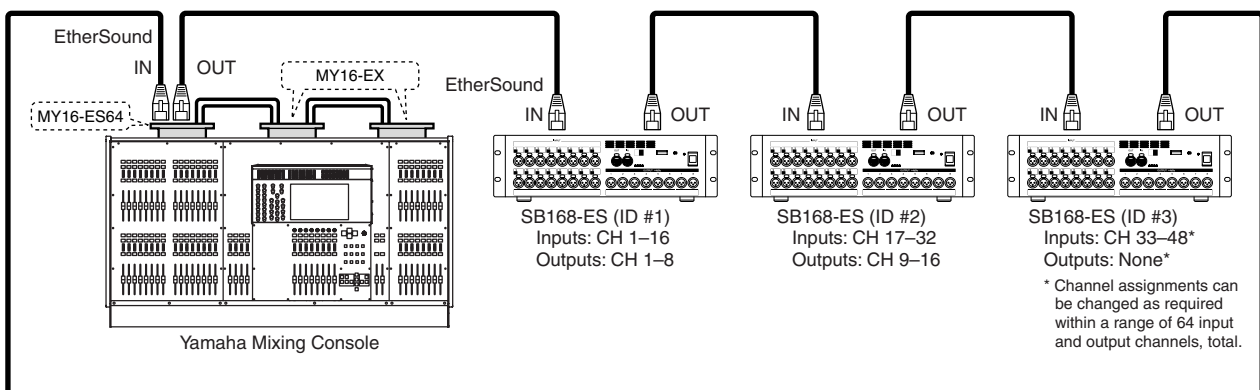 EtherSound
IN
OUT
MY16-EX
MY16-ES64
EtherSound
IN
OUT
IN
OUT
IN
OUT
Yamaha Mixing Console
SB168-ES (ID #1)
Inputs: CH 1–16
Outputs: CH 1–8
SB168-ES (ID #2)
Inputs: CH 17–32
Outputs: CH 9–16
SB168-ES (ID #3)
Inputs: CH 33–48*
Outputs: None*
* Channel assignments can
be changed as required
within a range of 64 input
and output channels, total.